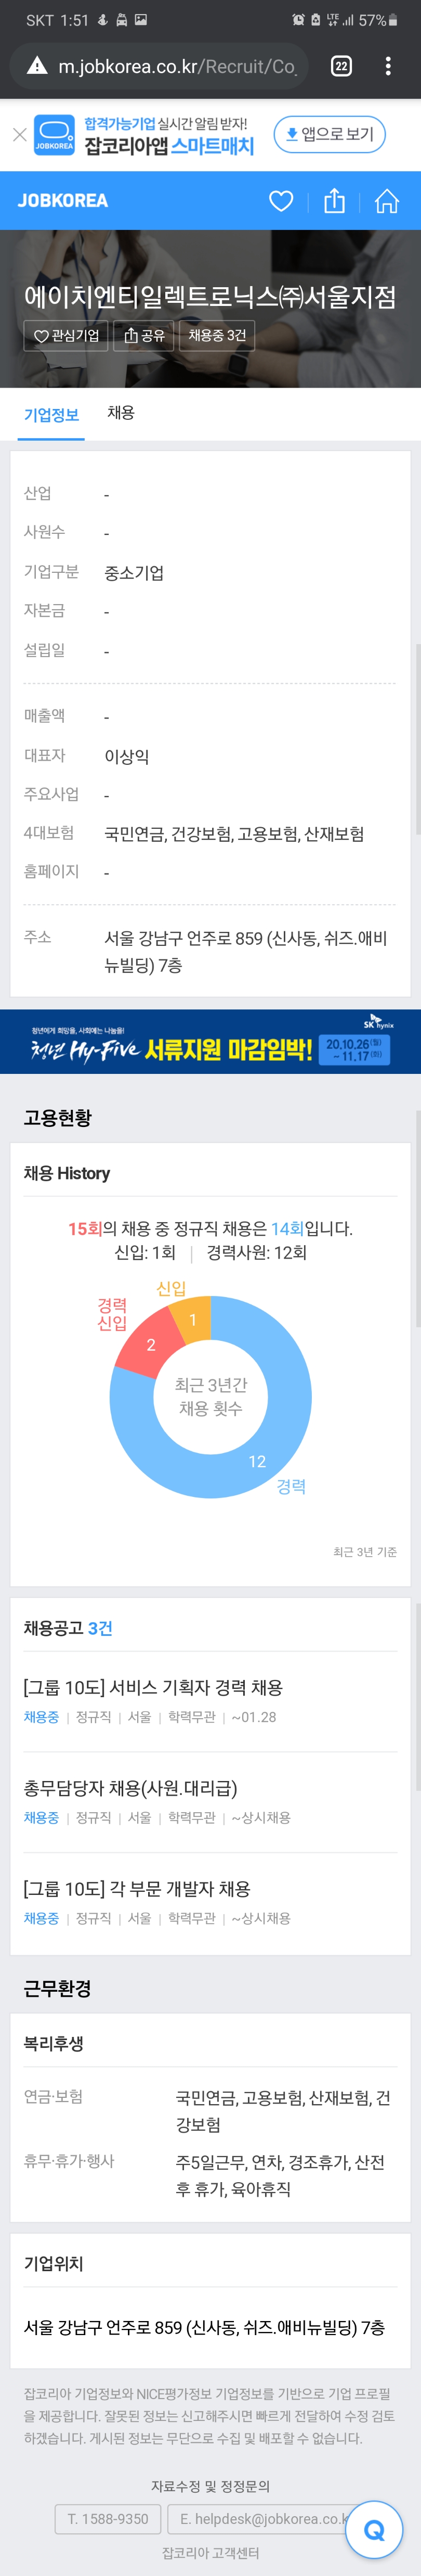 SKT 1:51
LTE 57%
m.jobkorea.co.kr/Recruit/Co
22
합격가능기업 실시간 알림 받자!
JOBKOREA
잡코리아앱 스마트매치
앱으로 보기
JOBKOREA
에이치엔티일렉트로닉스㈜서울지점
관심기업 공유 채용중 3건
기업정보 채용
산업 -
사원수 -
기업구분 중소기업
자본금 -
설립일 -
매출액 -
대표자 이상익
주요사업 -
4대보험 국민연금, 건강보험, 고용보험, 산재보험
홈페이지 -
주소 서울 강남구 언주로 859 (신사동, 쉬즈.애비
뉴빌딩) 7층
SK hynix
청년에게 희망을, 사회에는 나눔을!
청년 Hy-Five 서류지원 마감임박! 20.10.26(월)
~ 11.17(화)
고용현황
채용 History
15회의 채용 중 정규직 채용은 14회입니다.
신입: 1회 | 경력사원: 12회
신입
경력
신입
1
2
최근 3년간
채용 횟수
12
경력
최근 3년 기준
채용공고 3건
[그룹 10도] 서비스 기획자 경력 채용
채용중 | 정규직 | 서울 | 학력무관 | ~01.28
총무담당자 채용(사원.대리급)
채용중 | 정규직 | 서울 | 학력무관 | ~상시채용
[그룹 10도] 각 부문 개발자 채용
채용중 | 정규직 | 서울 | 학력무관 | ~상시채용
근무환경
복리후생
연금·보험 국민연금, 고용보험, 산재보험, 건
강보험
휴무·휴가·행사 주5일근무, 연차, 경조휴가, 산전
후 휴가, 육아휴직
기업위치
서울 강남구 언주로 859 (신사동, 쉬즈.애비뉴빌딩) 7층
잡코리아 기업정보와 NICE평가정보 기업정보를 기반으로 기업 프로필
을 제공합니다. 잘못된 정보는 신고해주시면 빠르게 전달하여 수정 검토
하겠습니다. 게시된 정보는 무단으로 수집 및 배포할 수 없습니다.
자료수정 및 정정문의
T. 1588-9350 E. helpdesk@jobkorea.co.k
Q
잡코리아 고객센터